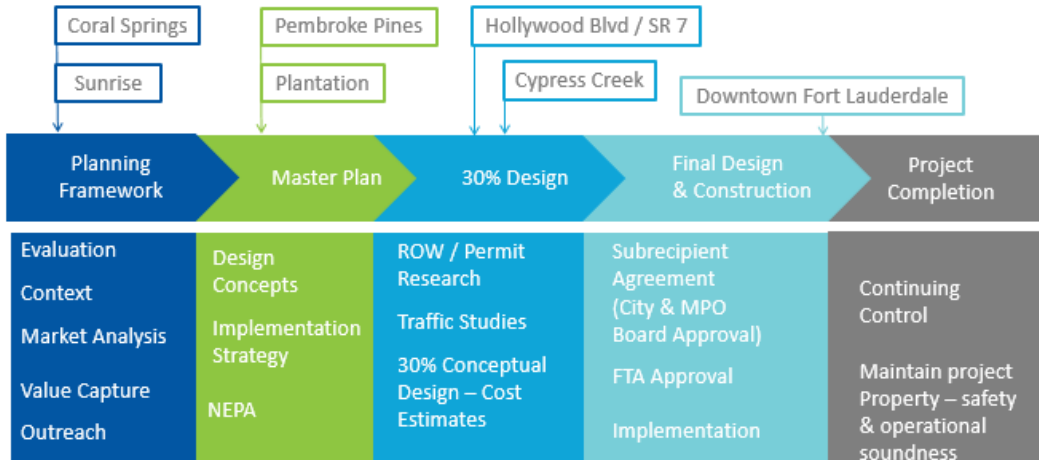 Coral Springs
Sunrise
Pembroke Pines
Plantation
Hollywood Blvd / SR 7
Cypress Creek
Downtown Fort Lauderdale
Planning
Framework
Master Plan
30% Design
Final Design
& Construction
Project
Completion
Evaluation
Context
Market Analysis
Value Capture
Outreach
Design
Concepts
Implementation
Strategy
NEPA
ROW / Permit
Research
Traffic Studies
30% Conceptual
Design – Cost
Estimates
Subrecipient
Agreement
(City & MPO
Board Approval)
FTA Approval
Implementation
Continuing
Control
Maintain project
Property – safety
& operational
soundness